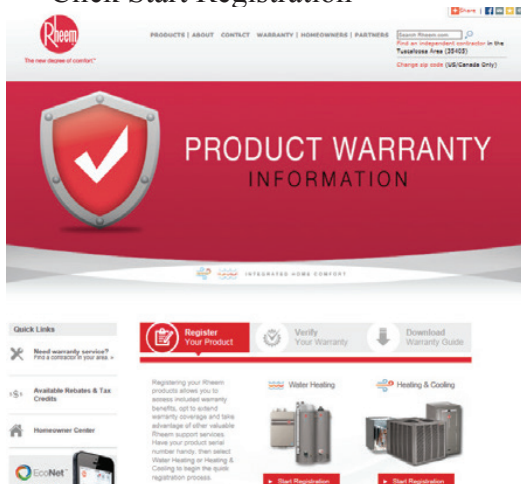 Click Start Registration
Share
Rheem
The new degree of comfort.™
PRODUCTS | ABOUT CONTACT WARRANTY | HOMEOWNERS | PARTNERS
Search Rheem.com
Find an independent contractor in the
Tuscaloosa Area (35403)
Change zip code (US/Canada Only)
PRODUCT WARRANTY
INFORMATION
INTEGRATED HOME COMFORT
Quick Links
Need warranty service?
Find a contractor in your area. »
Available Rebates & Tax
Credits
Homeowner Center
EcoNet™
Register
Your Product
Verify
Your Warranty
Download
Warranty Guide
Registering your Rheem
products allows you to
access included warranty
benefits, opt to extend
warranty coverage and take
advantage of other valuable
Rheem support services.
Have your product serial
number handy, then select
Water Heating or Heating &
Cooling to begin the quick
registration process.
Water Heating
Start Registration
Heating & Cooling
Start Registration